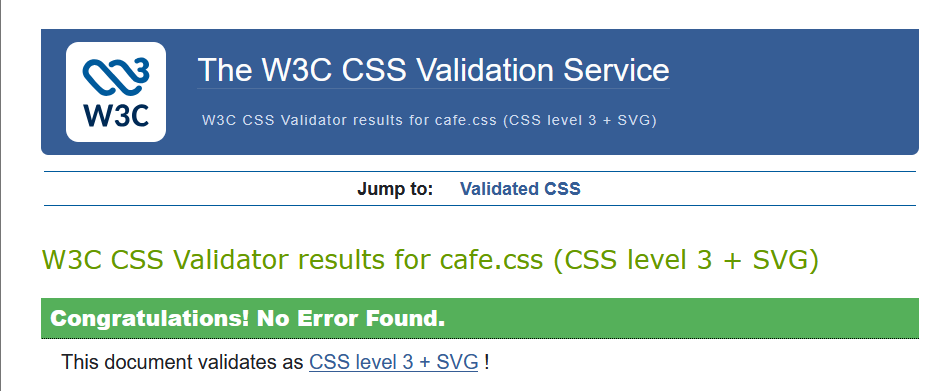 The W3C CSS Validation Service
W3C
W3C CSS Validator results for cafe.css (CSS level 3 + SVG)
Jump to: Validated CSS
W3C CSS Validator results for cafe.css (CSS level 3 + SVG)
Congratulations! No Error Found.
This document validates as CSS level 3 + SVG !